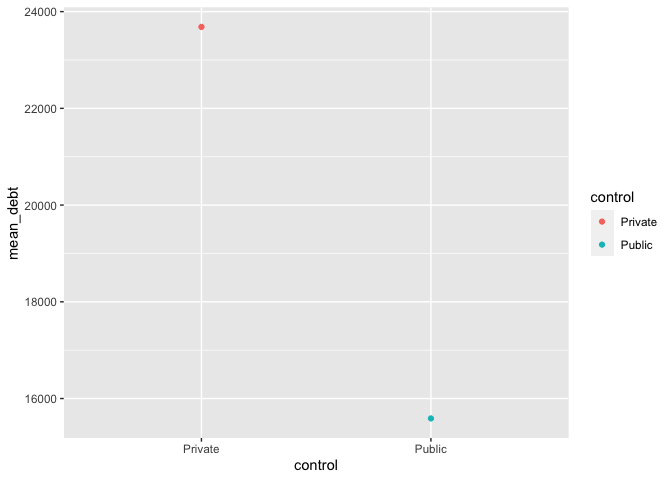 24000
22000
20000
18000
16000
mean_debt
Private
Public
control
control
Private
Public